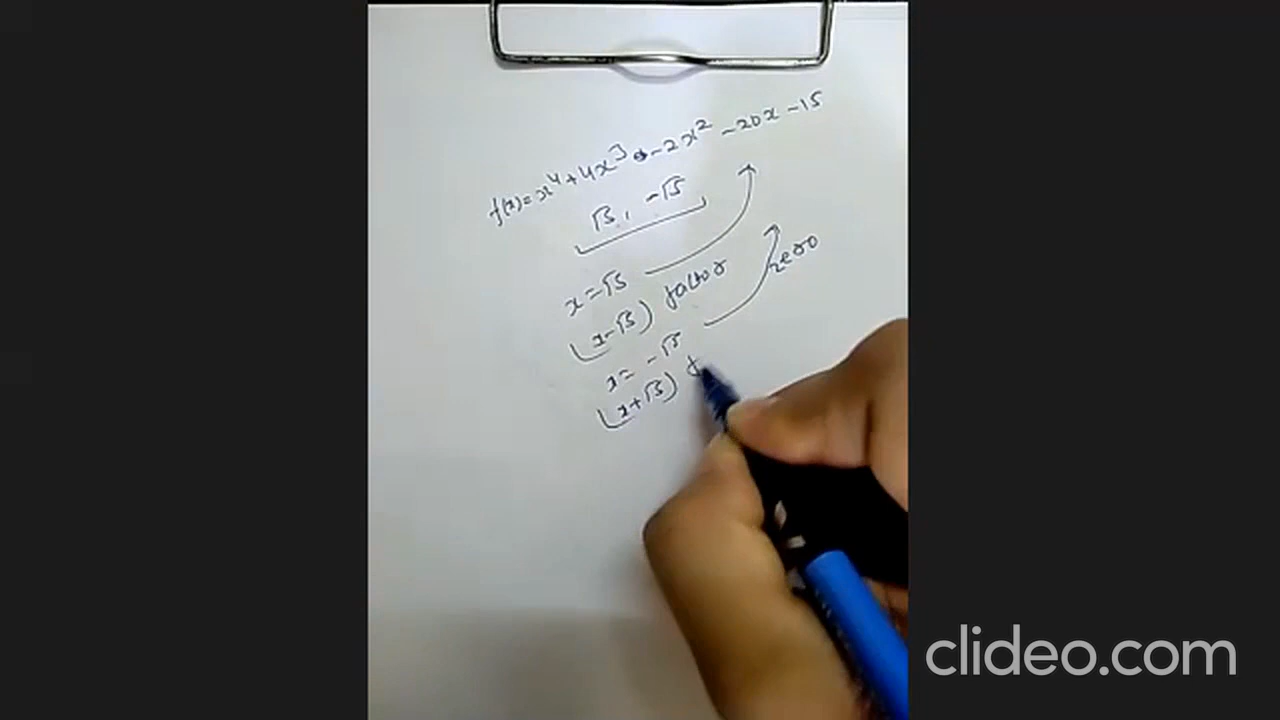 f(x) = x⁴ + 4x³ - 2x² - 20x - 15
√5, -√5
x = √5
(x - √5) factor
zero
x = -√5
(x + √5) f
clideo.com